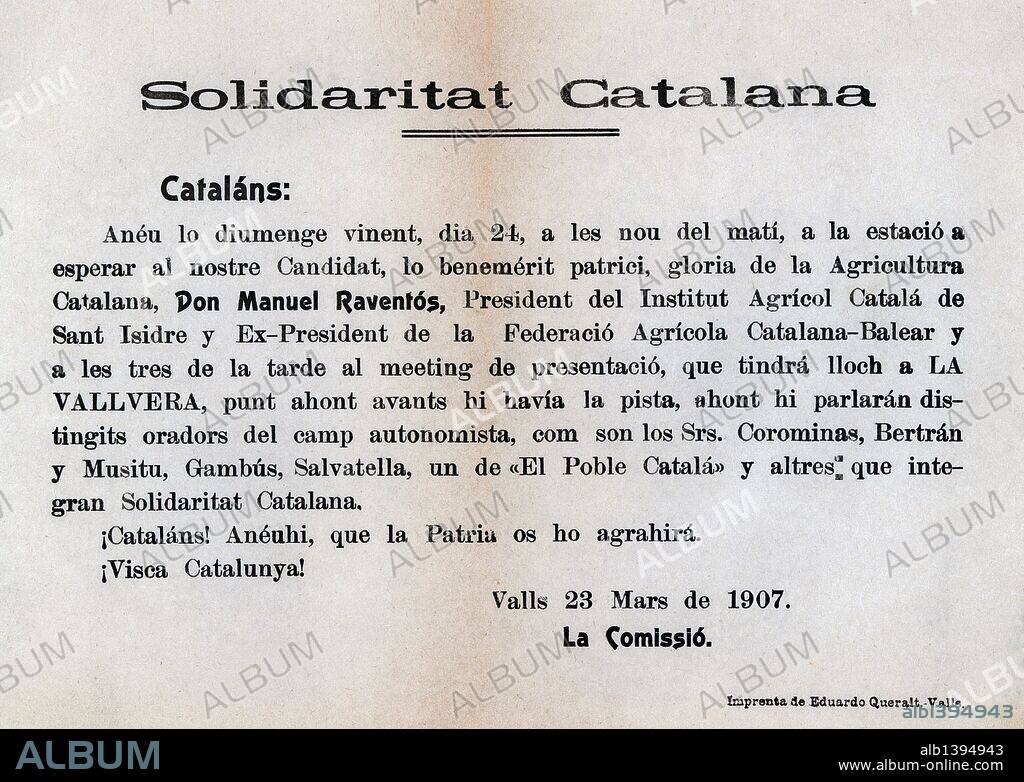 Solidaritat Catalana
Cataláns:
Anéu lo diumenge vinent, dia 24, a les nou del matí, a la estació a
esperar al nostre Candidat, lo benemérit patrici, gloria de la Agricultura
Catalana, Don Manuel Raventós, President del Institut Agrícol Catalá de
Sant Isidre y Ex-President de la Federació Agrícola Catalana-Balear y
a les tres de la tarde al meeting de presentació, que tindrá lloch a LA
VALLVERA, punt ahont avants hi havía la pista, ahont hi parlarán dis-
tingits oradors del camp autonomista, com son los Srs. Corominas, Bertrán
y Musitu, Gambús, Salvatella, un de «El Poble Catalá» y altres que inte-
gran Solidaritat Catalana.
¡Cataláns! Anéuhi, que la Patria os ho agrahirá.
¡Visca Catalunya!
Valls 23 Mars de 1907.
La Comissió.
Imprenta de Eduardo Queralt.-Valls.
alb1394943
ALBUM
alb1394943
www.album-online.com